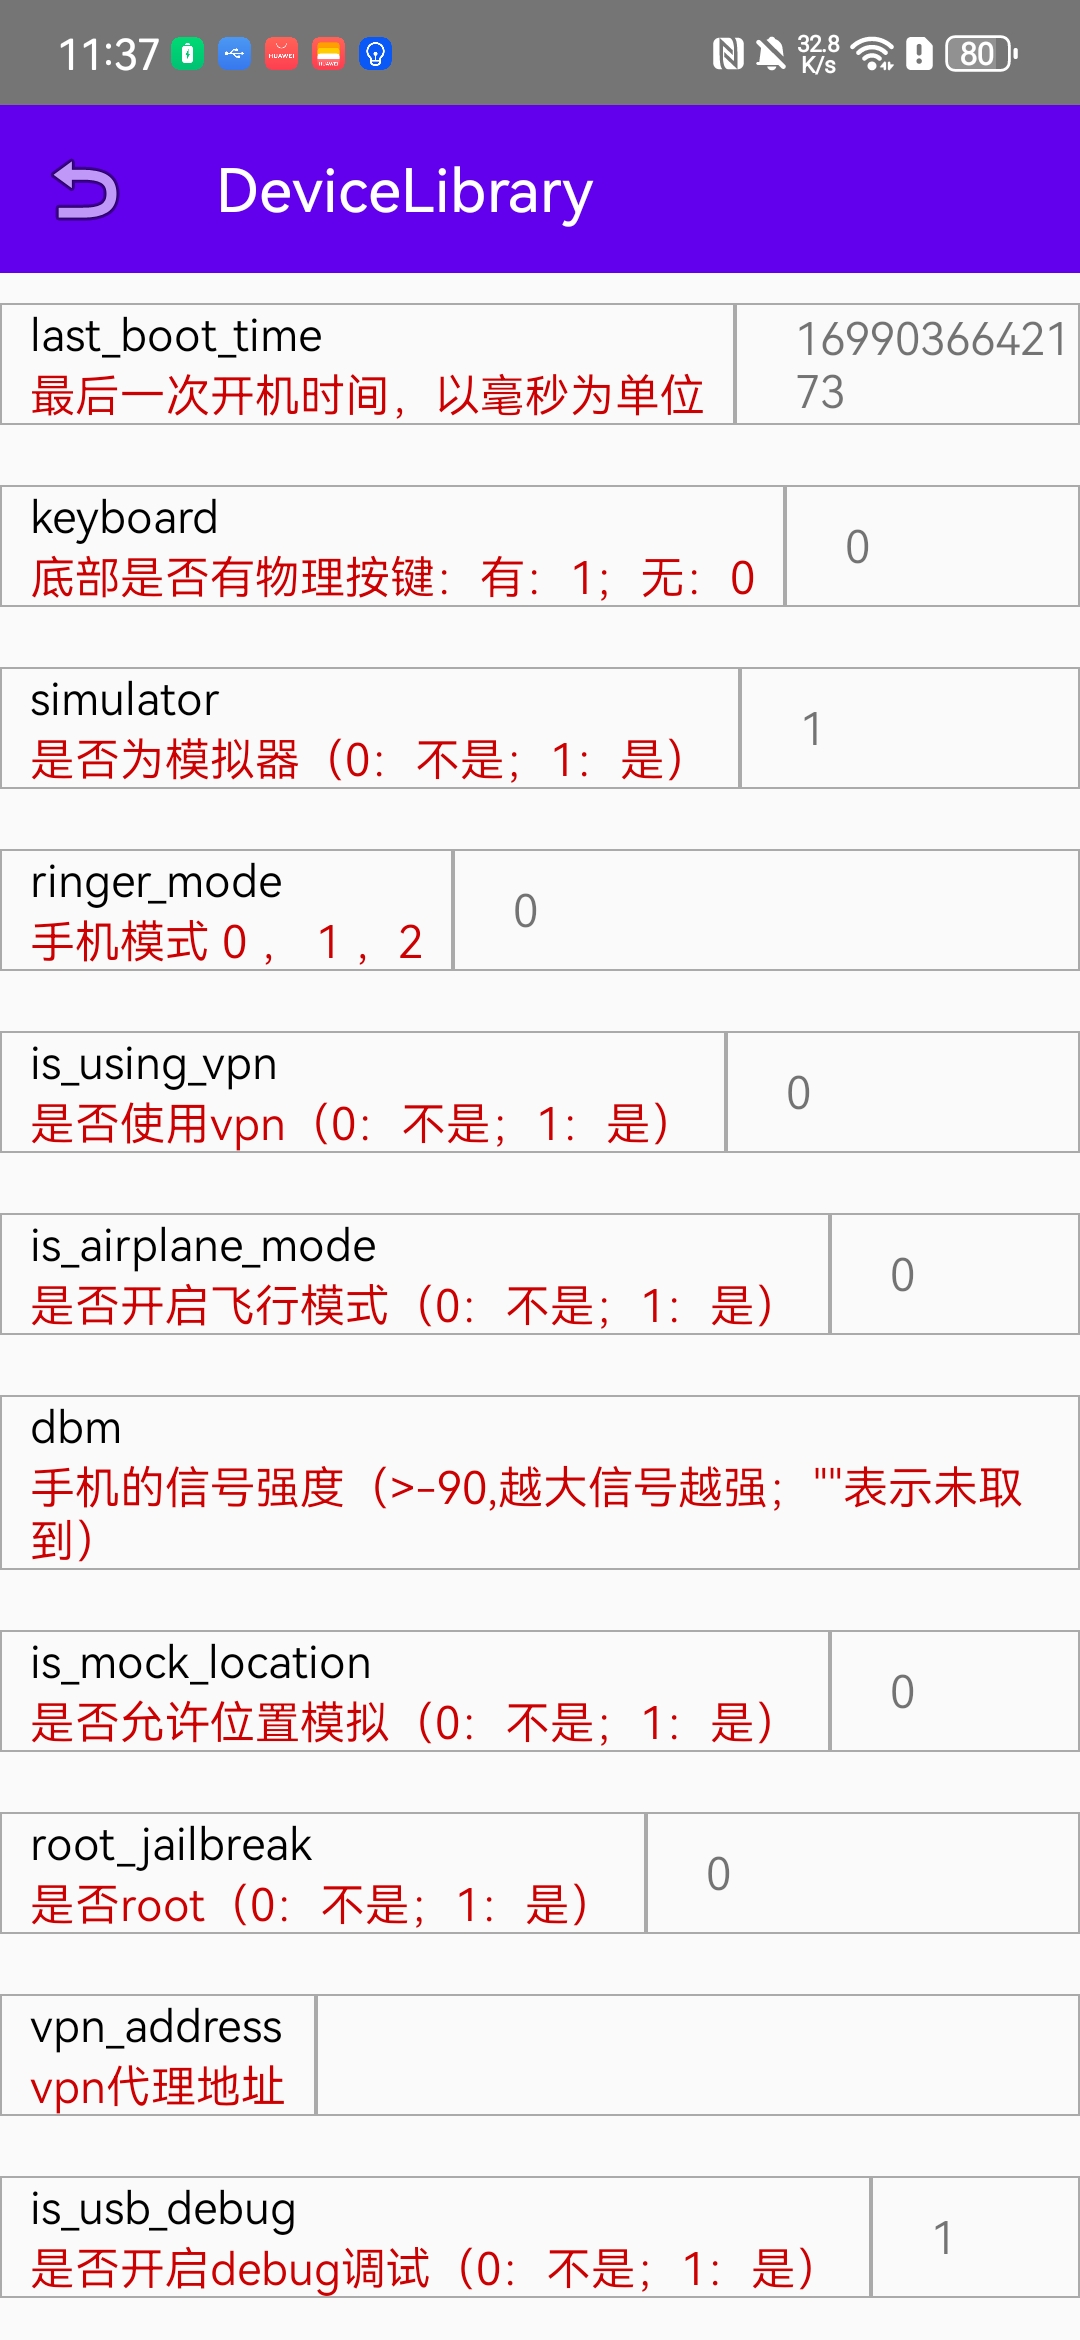 11:37
HUAWEI
HUAWEI
32.8
K/s
80
DeviceLibrary
last_boot_time
最后一次开机时间，以毫秒为单位
16990366421
73
keyboard
底部是否有物理按键：有：1；无：0
0
simulator
是否为模拟器（0：不是；1：是）
1
ringer_mode
手机模式 0 ， 1 ，2
0
is_using_vpn
是否使用vpn（0：不是；1：是）
0
is_airplane_mode
是否开启飞行模式（0：不是；1：是）
0
dbm
手机的信号强度（>-90,越大信号越强；""表示未取
到）
is_mock_location
是否允许位置模拟（0：不是；1：是）
0
root_jailbreak
是否root（0：不是；1：是）
0
vpn_address
vpn代理地址
is_usb_debug
是否开启debug调试（0：不是；1：是）
1